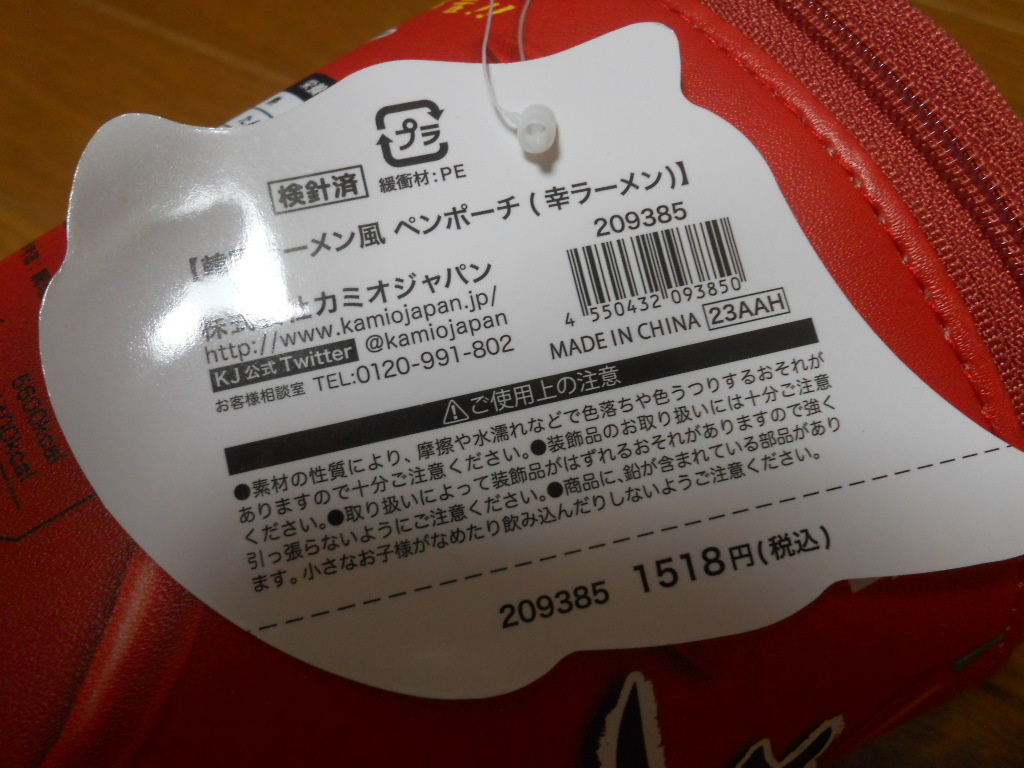 プラ
検針済 緩衝材:PE
ーメン風 ペンポーチ(幸ラーメン)】
209385
4 550432 093850
MADE IN CHINA 23AAH
カミオジャパン
http://www.kamiojapan.jp/
KJ公式Twitter @kamiojapan
お客様相談室 TEL:0120-991-802
⚠ご使用上の注意
●素材の性質により、摩擦や水濡れなどで色落ちや色うつりするおそれが
ありますので十分ご注意ください。●装飾品のお取り扱いには十分ご注意
ください。●取り扱いによって装飾品がはずれるおそれがありますので強く
引っ張らないようにご注意ください。●商品に、鉛が含まれている部品があり
ます。小さなお子様がなめたり飲み込んだりしないようご注意ください。
209385 1518円(税込)
5600kcal